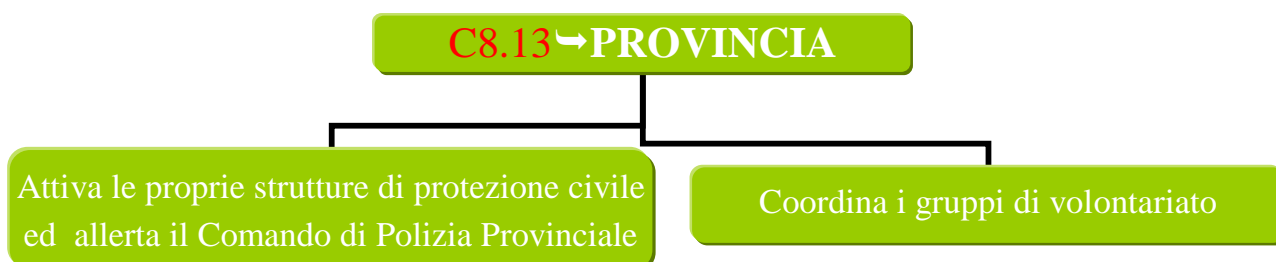 C8.13➥PROVINCIA
Attiva le proprie strutture di protezione civile
ed allerta il Comando di Polizia Provinciale
Coordina i gruppi di volontariato